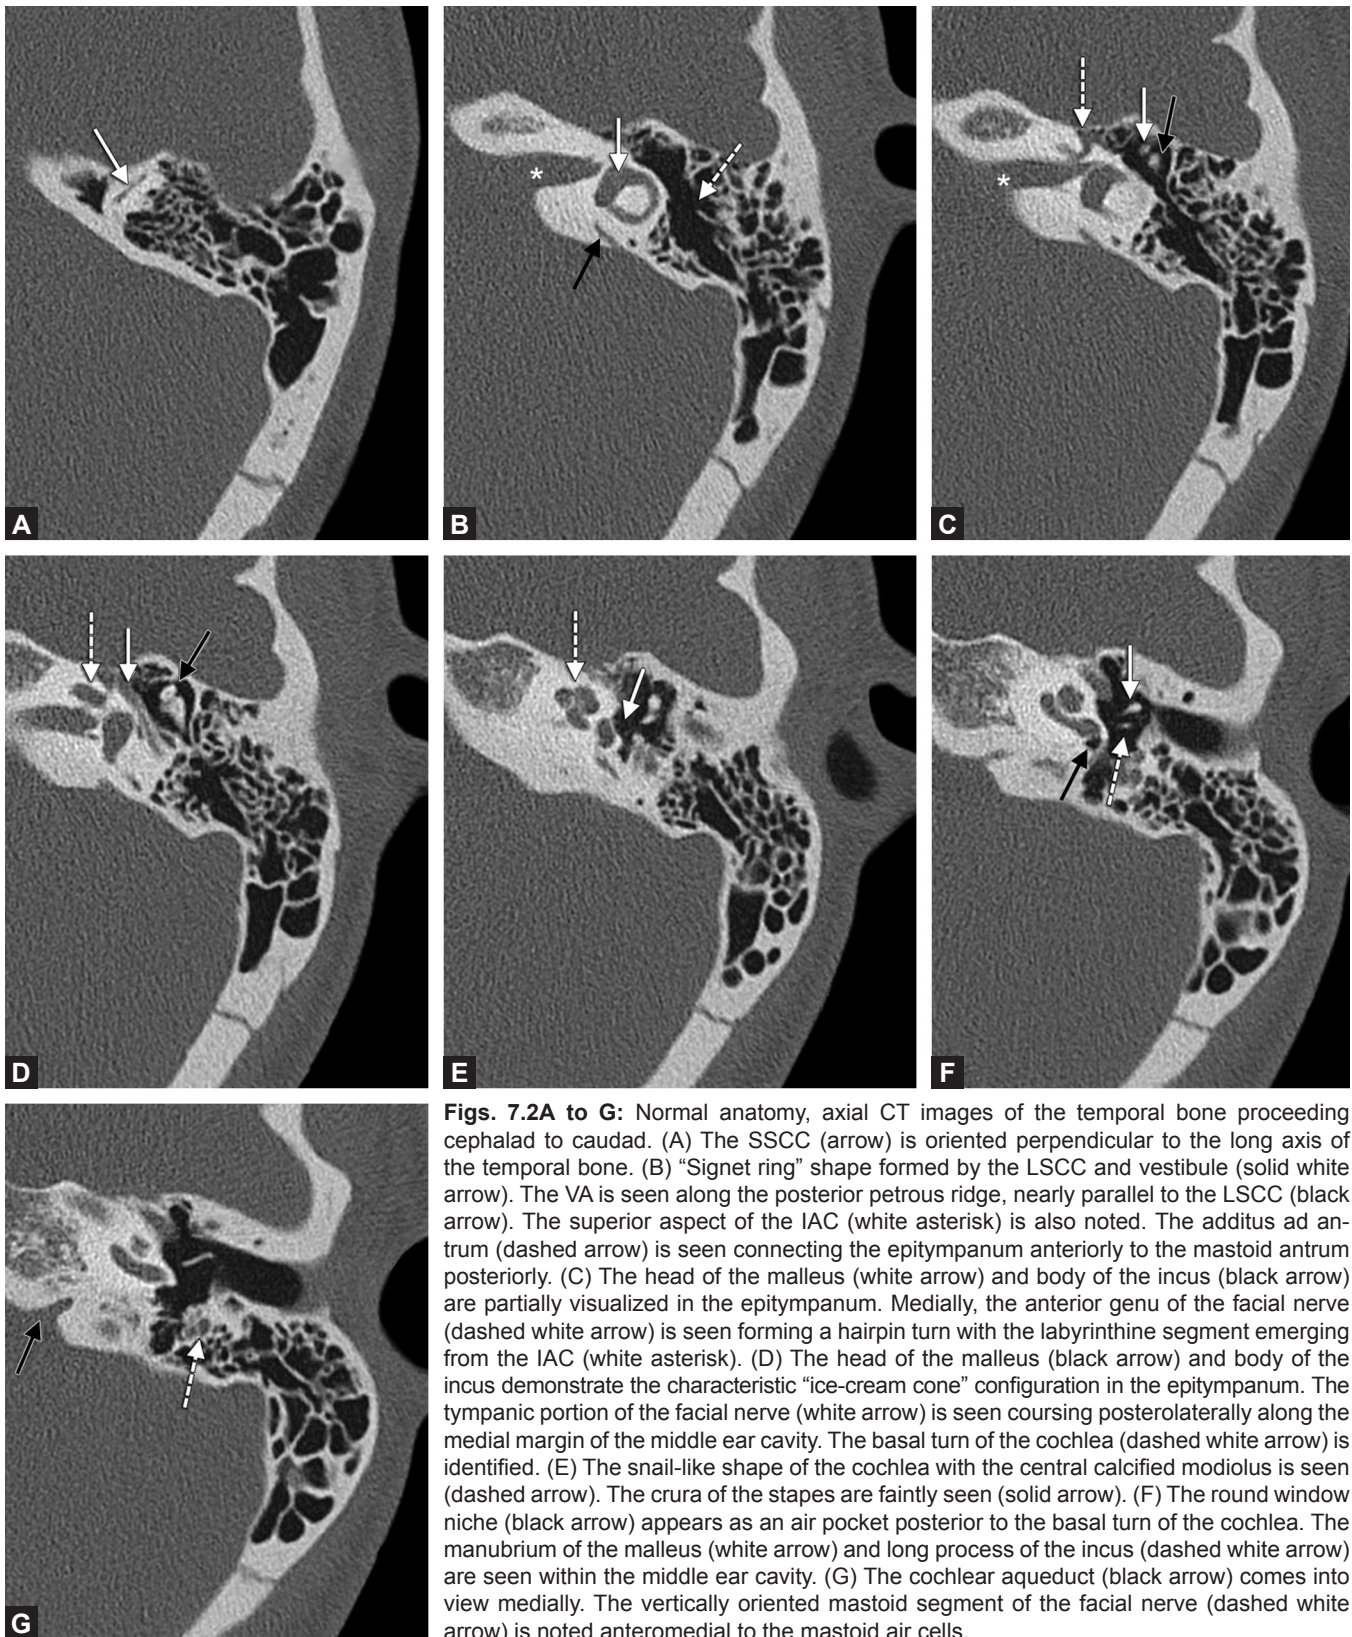 A
B
*
C
*
D
E
F
G
Figs. 7.2A to G: Normal anatomy, axial CT images of the temporal bone proceeding
cephalad to caudad. (A) The SSCC (arrow) is oriented perpendicular to the long axis of
the temporal bone. (B) “Signet ring” shape formed by the LSCC and vestibule (solid white
arrow). The VA is seen along the posterior petrous ridge, nearly parallel to the LSCC (black
arrow). The superior aspect of the IAC (white asterisk) is also noted. The additus ad an-
trum (dashed arrow) is seen connecting the epitympanum anteriorly to the mastoid antrum
posteriorly. (C) The head of the malleus (white arrow) and body of the incus (black arrow)
are partially visualized in the epitympanum. Medially, the anterior genu of the facial nerve
(dashed white arrow) is seen forming a hairpin turn with the labyrinthine segment emerging
from the IAC (white asterisk). (D) The head of the malleus (black arrow) and body of the
incus demonstrate the characteristic “ice-cream cone” configuration in the epitympanum. The
tympanic portion of the facial nerve (white arrow) is seen coursing posterolaterally along the
medial margin of the middle ear cavity. The basal turn of the cochlea (dashed white arrow) is
identified. (E) The snail-like shape of the cochlea with the central calcified modiolus is seen
(dashed arrow). The crura of the stapes are faintly seen (solid arrow). (F) The round window
niche (black arrow) appears as an air pocket posterior to the basal turn of the cochlea. The
manubrium of the malleus (white arrow) and long process of the incus (dashed white arrow)
are seen within the middle ear cavity. (G) The cochlear aqueduct (black arrow) comes into
view medially. The vertically oriented mastoid segment of the facial nerve (dashed white
arrow) is noted anteromedial to the mastoid air cells.